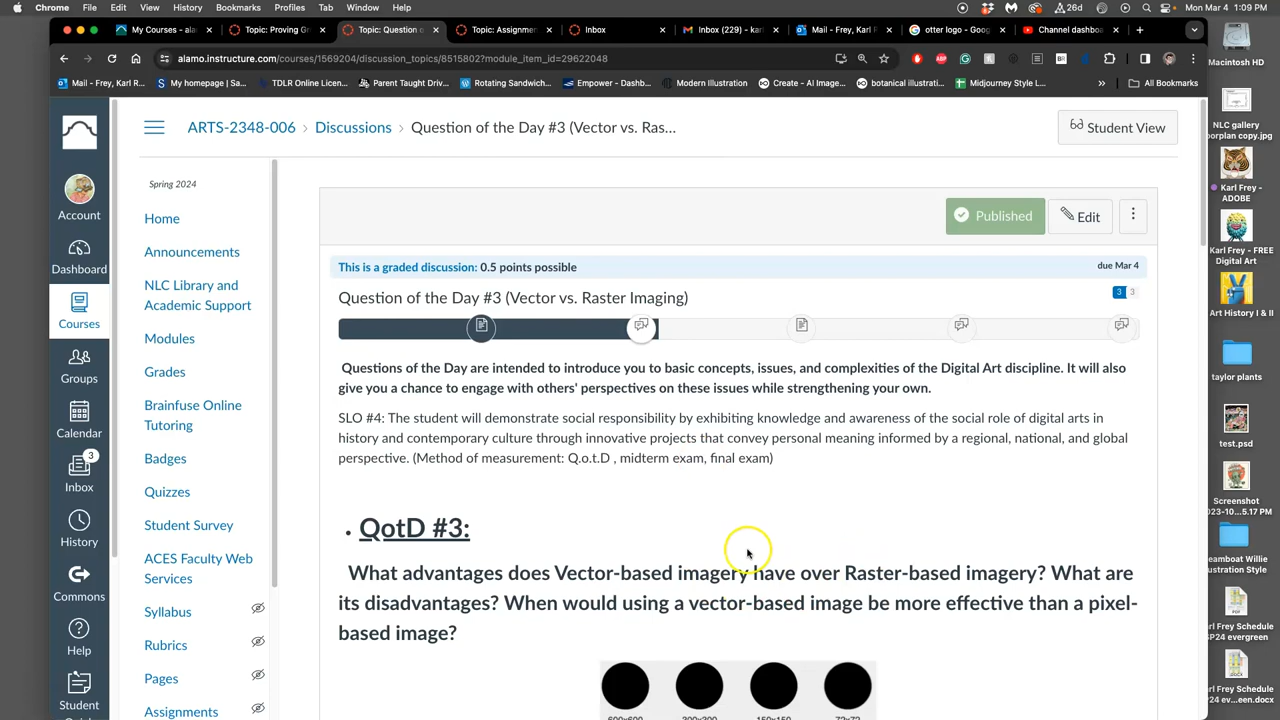 Chrome File Edit View History Bookmarks Profiles Tab Window Help 26d Mon Mar 4 1:09 PM
My Courses - ala Topic: Proving Gr Topic: Question o Topic: Assignme Inbox Inbox (229) - kar Mail - Frey, Karl R otter logo - Goog Channel dashboa
alamo.instructure.com/courses/1569204/discussion_topics/8515802?module_item_id=29622048
Mail - Frey, Karl R... My homepage | Sa... TDLR Online Licen... Parent Taught Driv... Rotating Sandwich... Empower - Dashbo... Modern Illustration Create - AI Image... botanical illustrati... Midjourney Style L... All Bookmarks
Macintosh HD
NLC gallery
floorplan copy.jpg
Karl Frey -
ADOBE
Karl Frey - FREE
Digital Art
Art History I & II
taylor plants
test.psd
Screenshot
Account
Dashboard
Courses
Groups
Calendar
3
Inbox
History
Commons
Help
Student
ARTS-2348-006 › Discussions › Question of the Day #3 (Vector vs. Ras...
Student View
Spring 2024
Home
Announcements
NLC Library and
Academic Support
Modules
Grades
Brainfuse Online
Tutoring
Badges
Quizzes
Student Survey
ACES Faculty Web
Services
Syllabus
Rubrics
Pages
Assignments
Published
Edit
This is a graded discussion: 0.5 points possible
due Mar 4
Question of the Day #3 (Vector vs. Raster Imaging)
3 3
Questions of the Day are intended to introduce you to basic concepts, issues, and complexities of the Digital Art discipline. It will also
give you a chance to engage with others' perspectives on these issues while strengthening your own.
SLO #4: The student will demonstrate social responsibility by exhibiting knowledge and awareness of the social role of digital arts in
history and contemporary culture through innovative projects that convey personal meaning informed by a regional, national, and global
perspective. (Method of measurement: Q.o.t.D , midterm exam, final exam)
• QotD #3:
What advantages does Vector-based imagery have over Raster-based imagery? What are
its disadvantages? When would using a vector-based image be more effective than a pixel-
based image?